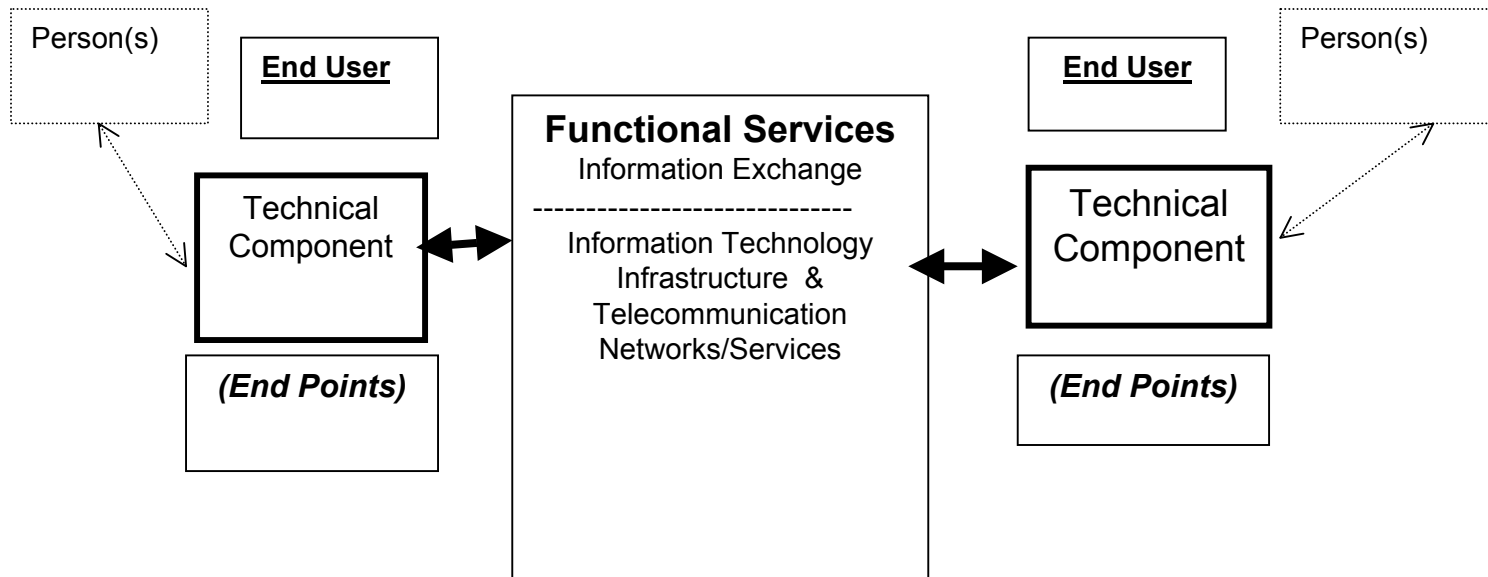 Person(s)
End User
Technical
Component
(End Points)
Functional Services
Information Exchange
------------------------------
Information Technology
Infrastructure &
Telecommunication
Networks/Services
End User
Technical
Component
(End Points)
Person(s)